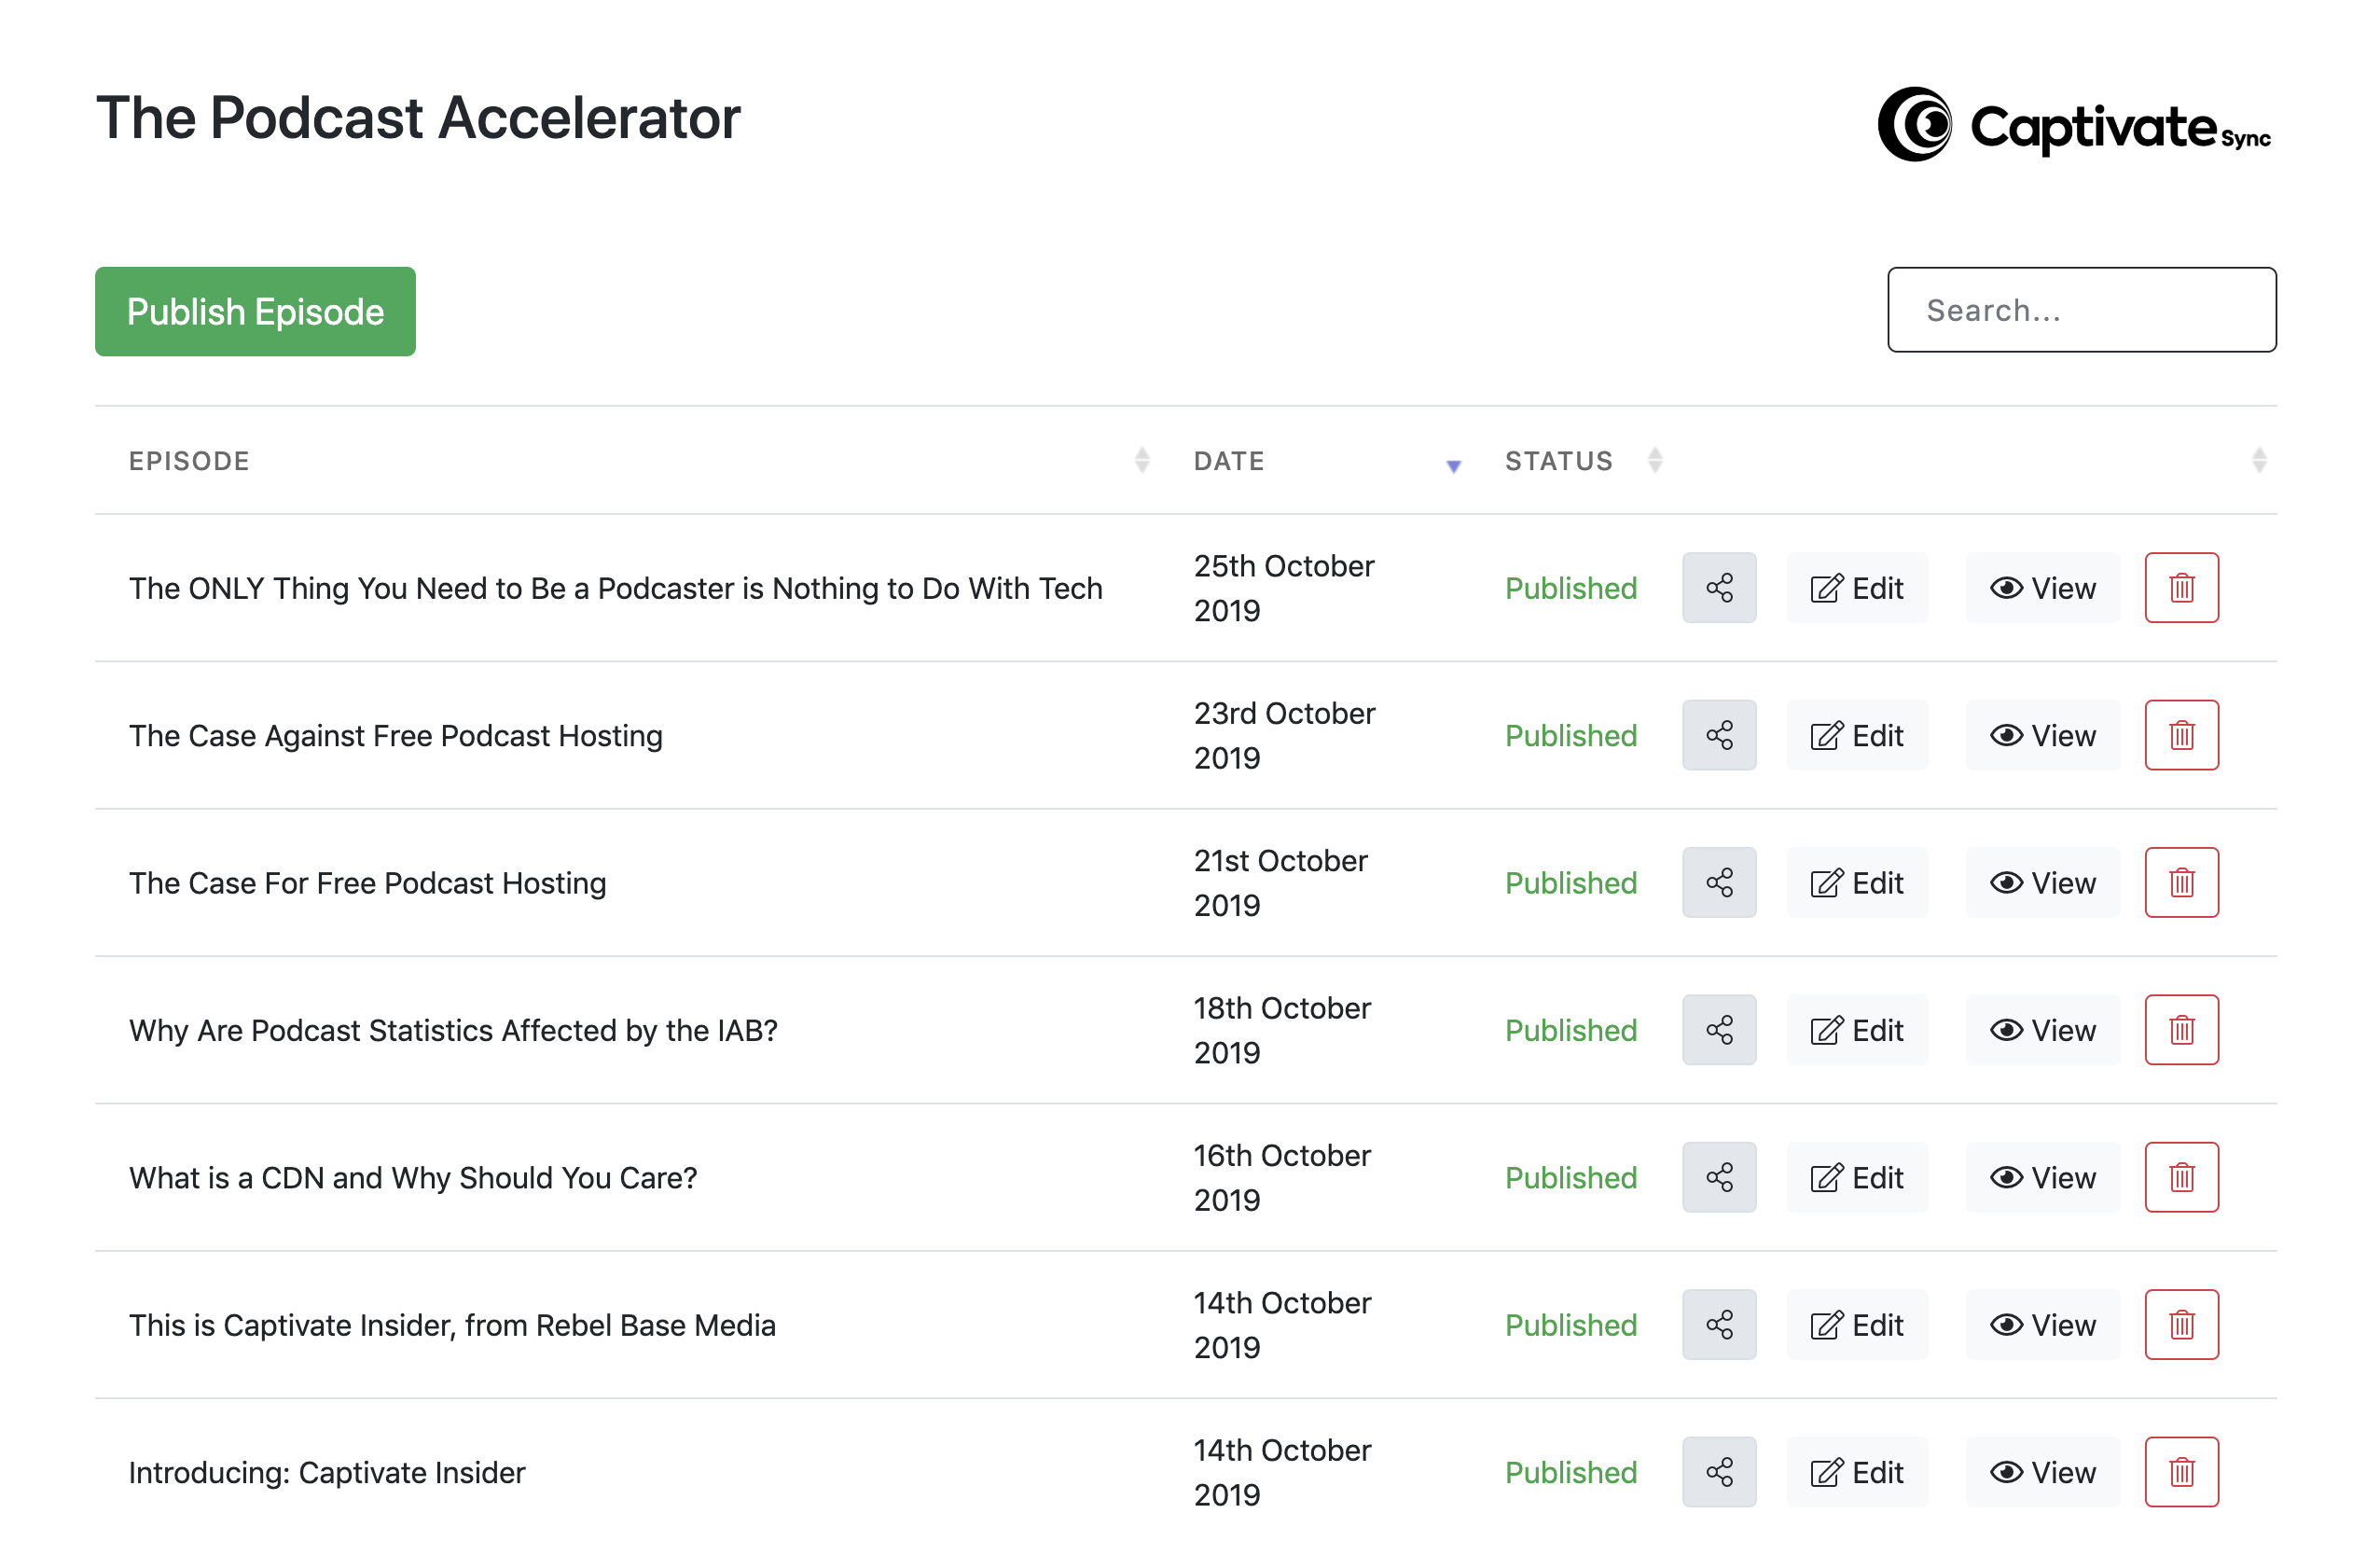 The Podcast Accelerator
Captivate Sync
Publish Episode
Search...
EPISODE DATE STATUS
The ONLY Thing You Need to Be a Podcaster is Nothing to Do With Tech 25th October 2019 Published Edit View
The Case Against Free Podcast Hosting 23rd October 2019 Published Edit View
The Case For Free Podcast Hosting 21st October 2019 Published Edit View
Why Are Podcast Statistics Affected by the IAB? 18th October 2019 Published Edit View
What is a CDN and Why Should You Care? 16th October 2019 Published Edit View
This is Captivate Insider, from Rebel Base Media 14th October 2019 Published Edit View
Introducing: Captivate Insider 14th October 2019 Published Edit View